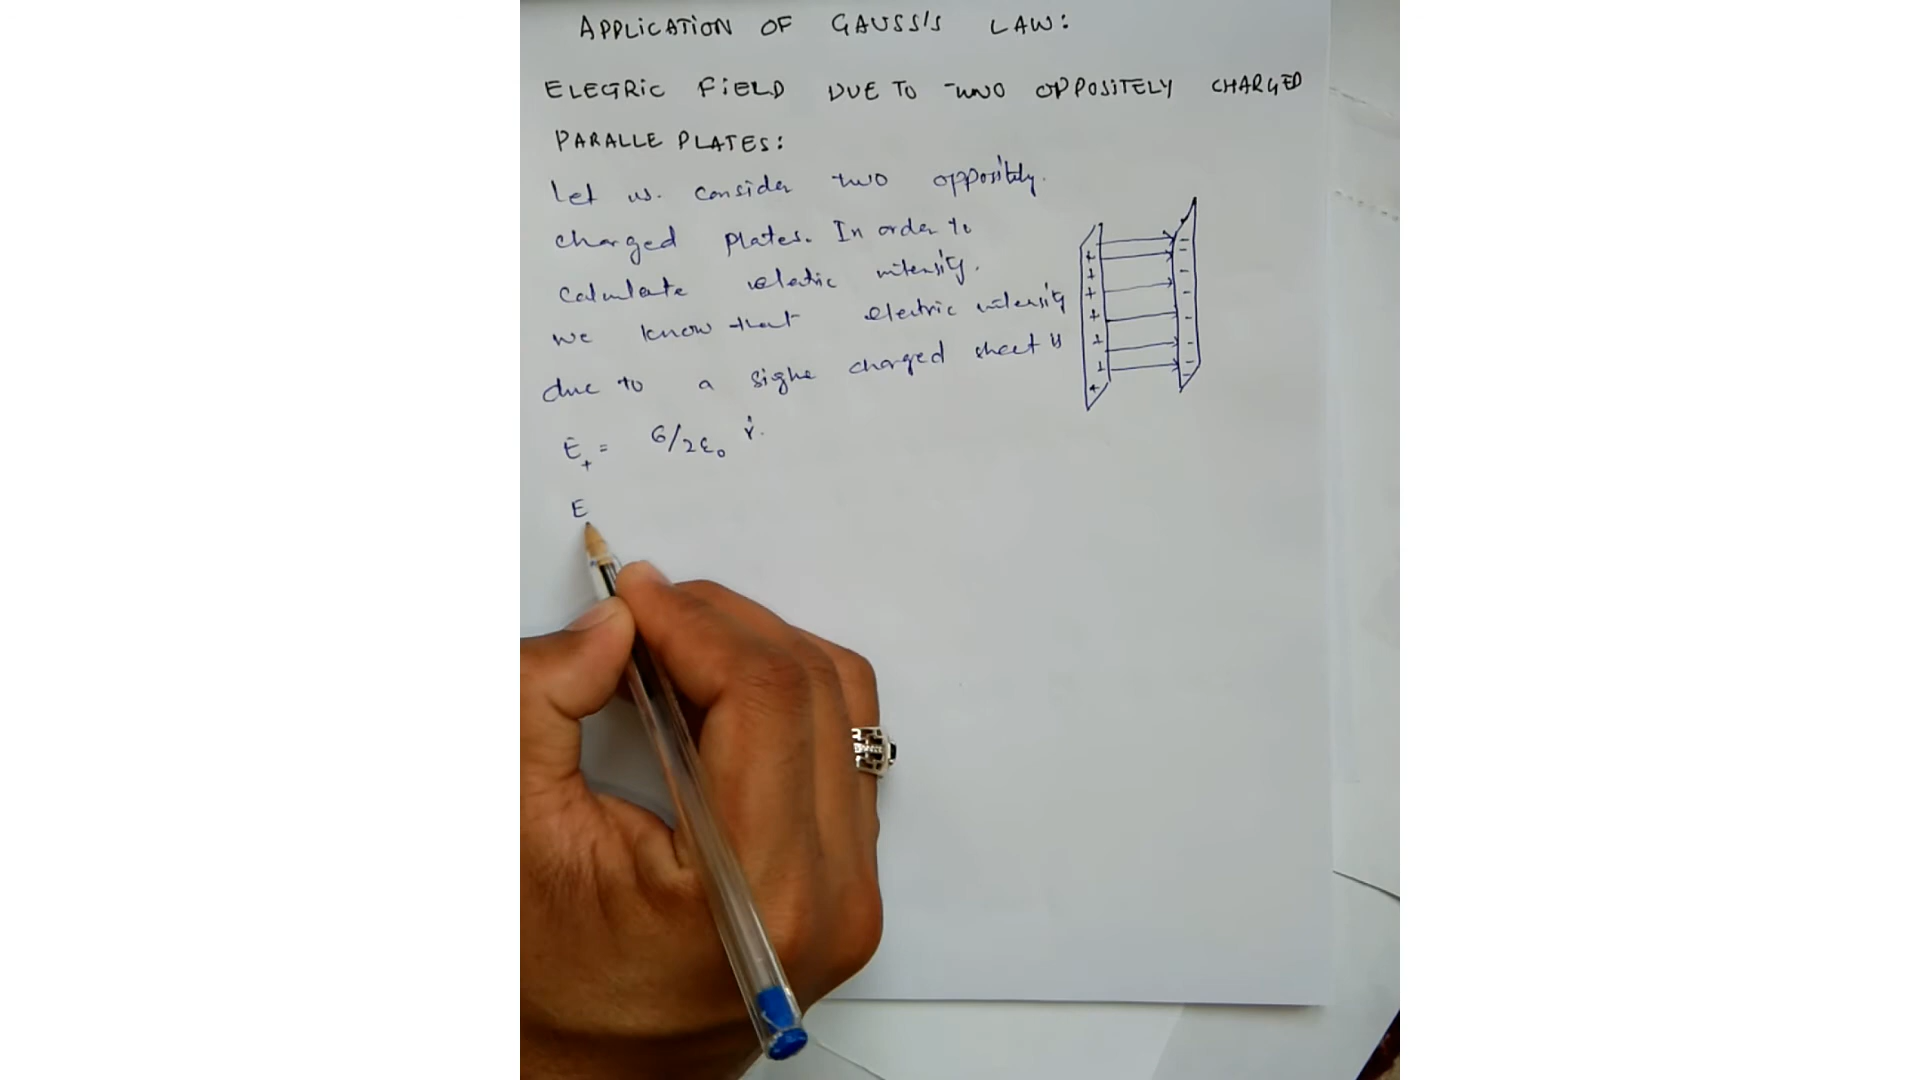 APPLICATION OF GAUSS'S LAW:
ELECTRIC FIELD DUE TO TWO OPPOSITELY CHARGED
PARALLE PLATES:
Let us. consider two oppositely.
charged plates. In order to
calculate electric intensity.
we know that electric intensity
due to a single charged sheet is
E₊ = σ/2ε₀ r̂.
E